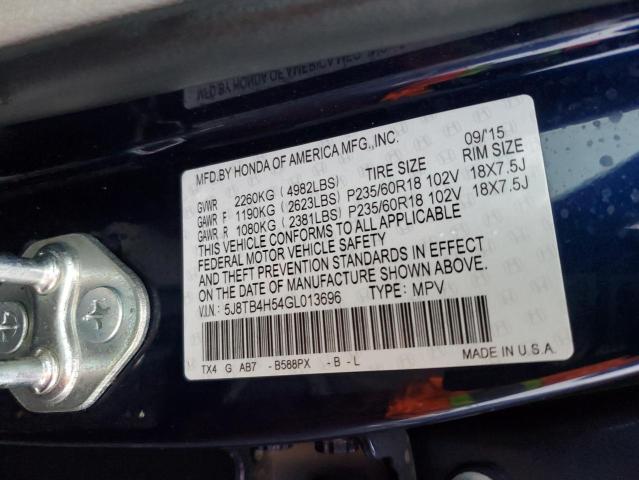 MFD.BY HONDA OF AMERICA MFG.,INC. 09/'15
GVWR 2260KG ( 4982LBS) TIRE SIZE RIM SIZE
GAWR F 1190KG ( 2623LBS) P235/60R18 102V 18X7.5J
GAWR R 1080KG ( 2381LBS) P235/60R18 102V 18X7.5J
THIS VEHICLE CONFORMS TO ALL APPLICABLE
FEDERAL MOTOR VEHICLE SAFETY
AND THEFT PREVENTION STANDARDS IN EFFECT
ON THE DATE OF MANUFACTURE SHOWN ABOVE.
V.I.N: 5J8TB4H54GL013696 TYPE: MPV
TX4 G AB7 - B588PX - B - L MADE IN U.S.A.